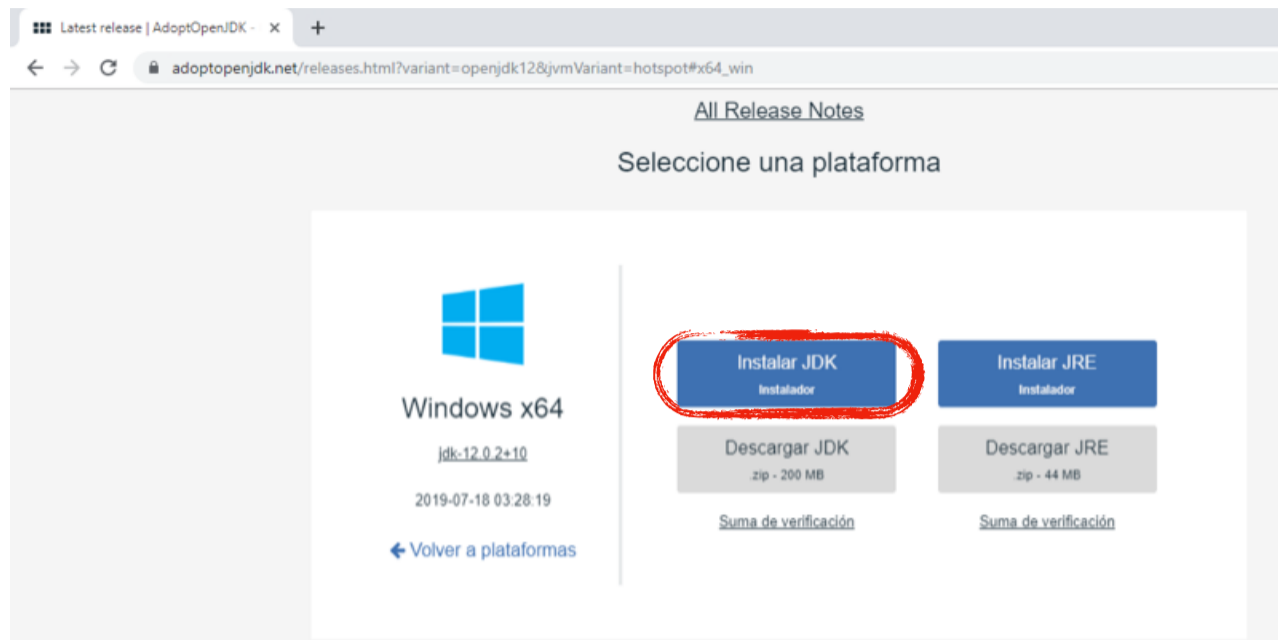 Latest release | AdoptOpenJDK -
adoptopenjdk.net/releases.html?variant=openjdk12&jvmVariant=hotspot#x64_win
All Release Notes
Seleccione una plataforma
Windows x64
jdk-12.0.2+10
2019-07-18 03:28:19
Volver a plataformas
Instalar JDK
Instalador
Descargar JDK
.zip - 200 MB
Suma de verificación
Instalar JRE
Instalador
Descargar JRE
.zip - 44 MB
Suma de verificación